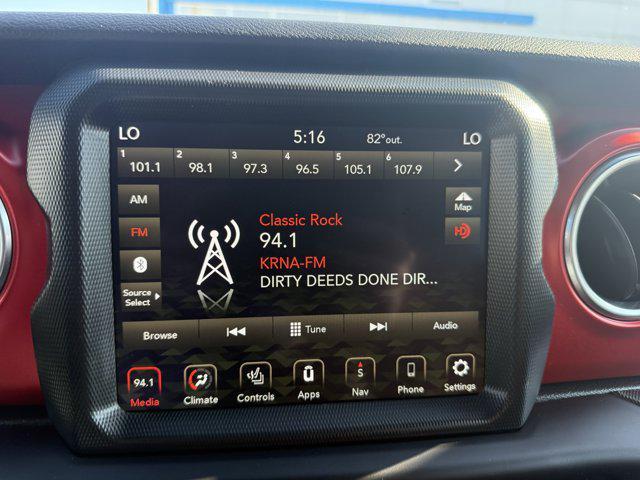 LO 5:16 82°out. LO
1 101.1 2 98.1 3 97.3 4 96.5 5 105.1 6 107.9
AM
Map
Classic Rock
FM
94.1
HD
KRNA-FM
DIRTY DEEDS DONE DIR...
Source
Select
Browse Tune Audio
94.1 S
Media Climate Controls Apps Nav Phone Settings